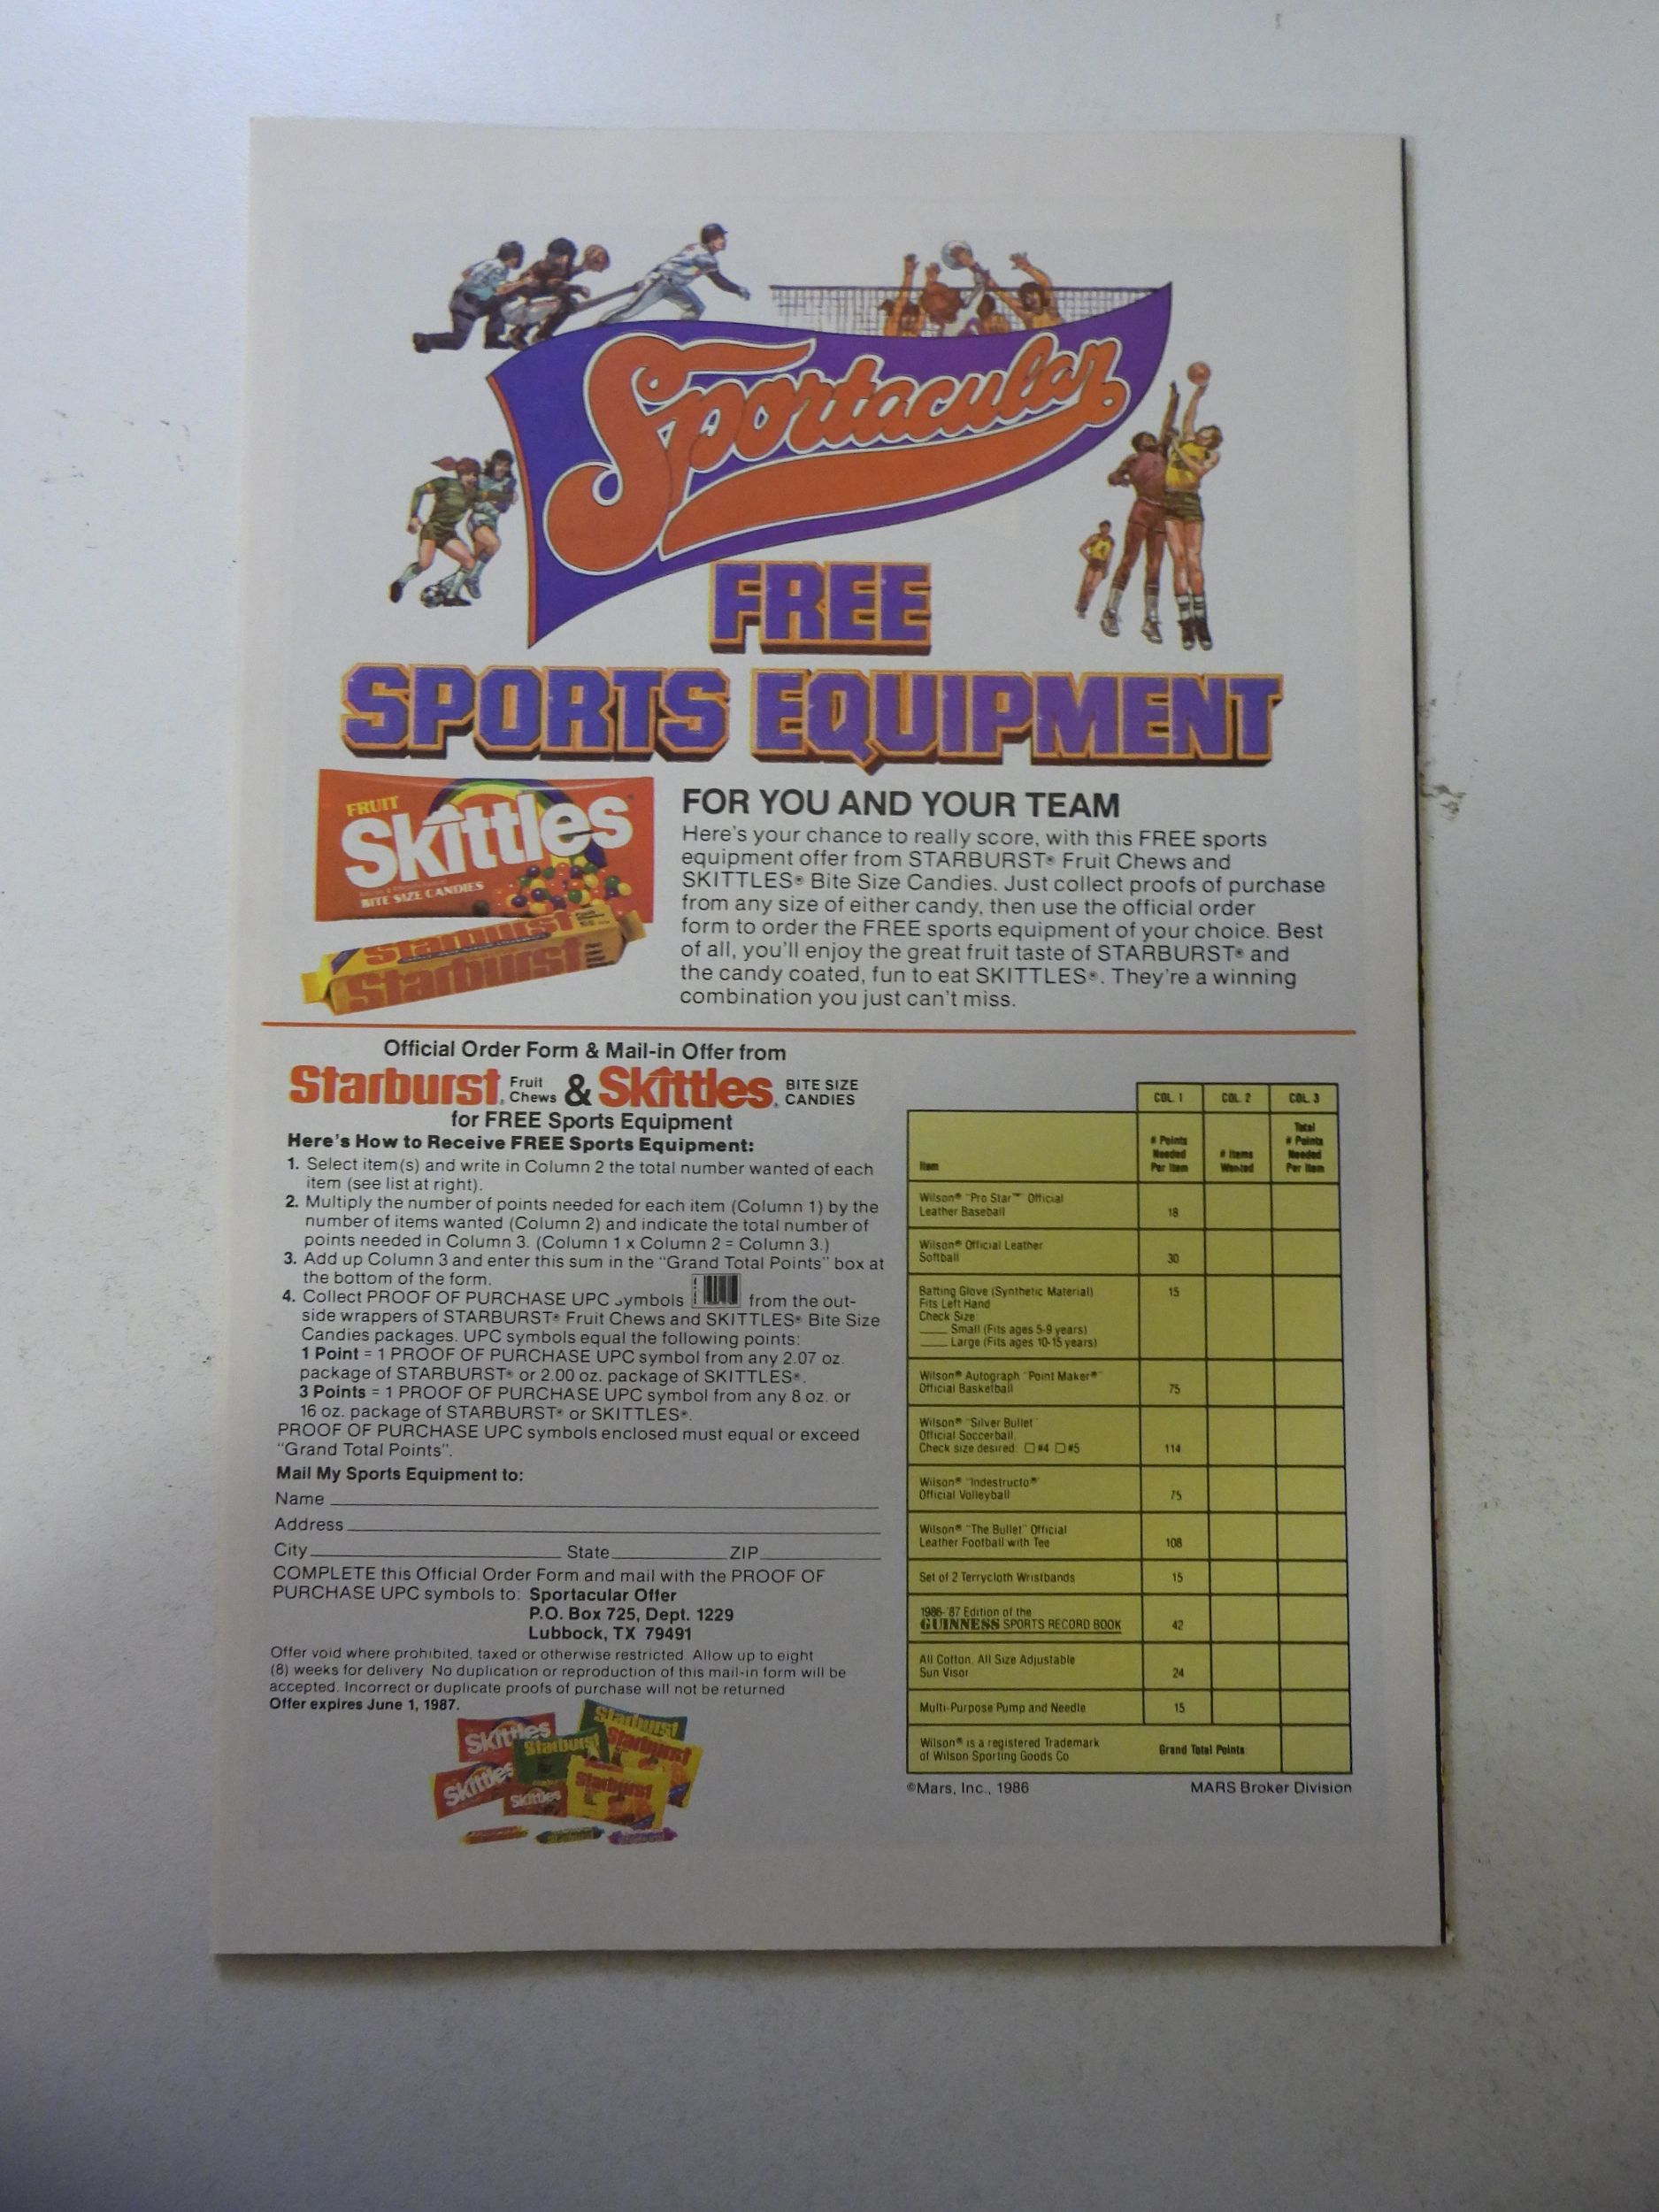 Sportacular
FREE
SPORTS EQUIPMENT
FRUIT
Skittles
BITE SIZE CANDIES
Starburst
Starburst
FOR YOU AND YOUR TEAM
Here's your chance to really score, with this FREE sports
equipment offer from STARBURST® Fruit Chews and
SKITTLES® Bite Size Candies. Just collect proofs of purchase
from any size of either candy, then use the official order
form to order the FREE sports equipment of your choice. Best
of all, you'll enjoy the great fruit taste of STARBURST® and
the candy coated, fun to eat SKITTLES®. They're a winning
combination you just can't miss.
Official Order Form & Mail-in Offer from
Starburst® Fruit Chews & Skittles® BITE SIZE CANDIES
for FREE Sports Equipment
Here's How to Receive FREE Sports Equipment:
1. Select item(s) and write in Column 2 the total number wanted of each
item (see list at right).
2. Multiply the number of points needed for each item (Column 1) by the
number of items wanted (Column 2) and indicate the total number of
points needed in Column 3. (Column 1 x Column 2 = Column 3.)
3. Add up Column 3 and enter this sum in the "Grand Total Points" box at
the bottom of the form.
4. Collect PROOF OF PURCHASE UPC symbols from the out-
side wrappers of STARBURST® Fruit Chews and SKITTLES® Bite Size
Candies packages. UPC symbols equal the following points:
1 Point = 1 PROOF OF PURCHASE UPC symbol from any 2.07 oz.
package of STARBURST® or 2.00 oz. package of SKITTLES®.
3 Points = 1 PROOF OF PURCHASE UPC symbol from any 8 oz. or
16 oz. package of STARBURST® or SKITTLES®.
PROOF OF PURCHASE UPC symbols enclosed must equal or exceed
"Grand Total Points".
Mail My Sports Equipment to:
Name
Address
City State ZIP
COMPLETE this Official Order Form and mail with the PROOF OF
PURCHASE UPC symbols to: Sportacular Offer
P.O. Box 725, Dept. 1229
Lubbock, TX 79491
Offer void where prohibited, taxed or otherwise restricted. Allow up to eight
(8) weeks for delivery. No duplication or reproduction of this mail-in form will be
accepted. Incorrect or duplicate proofs of purchase will not be returned
Offer expires June 1, 1987.
Skittles
Starburst
Starburst
Starburst
Skittles
Skittles
Starburst
COL. 1 COL. 2 COL. 3
Item
# Points Needed Per Item
# Items Wanted
Total # Points Needed Per Item
Wilson® "Pro Star™" Official
Leather Baseball 18
Wilson® Official Leather
Softball 30
Batting Glove (Synthetic Material) 15
Fits Left Hand
Check Size
Small (Fits ages 5-9 years)
Large (Fits ages 10-15 years)
Wilson® Autograph "Point Maker®"
Official Basketball 75
Wilson® "Silver Bullet"
Official Soccerball
Check size desired: □ #4 □ #5 114
Wilson® "Indestructo®"
Official Volleyball 75
Wilson® "The Bullet" Official
Leather Football with Tee 108
Set of 2 Terrycloth Wristbands 15
1986-'87 Edition of the
GUINNESS SPORTS RECORD BOOK 42
All Cotton, All Size Adjustable
Sun Visor 24
Multi-Purpose Pump and Needle 15
Wilson® is a registered Trademark
of Wilson Sporting Goods Co Grand Total Points
©Mars, Inc., 1986 MARS Broker Division